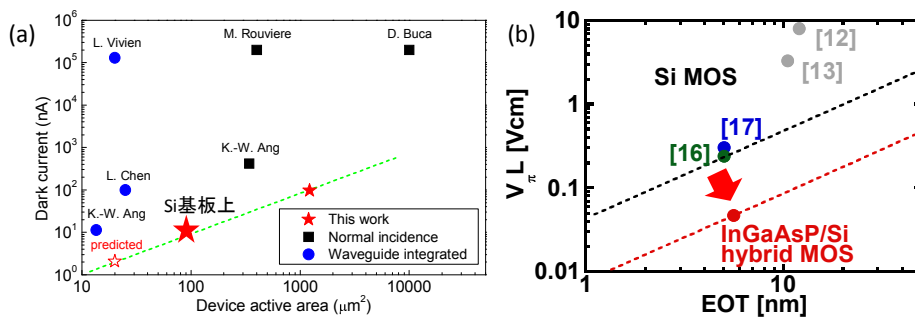 (a)
Dark current (nA)
10^6
10^5
10^4
10^3
10^2
10^1
10^0
L. Vivien
M. Rouviere
D. Buca
K.-W. Ang
L. Chen
K.-W. Ang
Si基板上
predicted
This work
Normal incidence
Waveguide integrated
10
100
1000
10000
Device active area (μm²)
(b)
V_π L [Vcm]
10
1
0.1
0.01
[12]
[13]
Si MOS
[17]
[16]
InGaAsP/Si
hybrid MOS
1
10
EOT [nm]